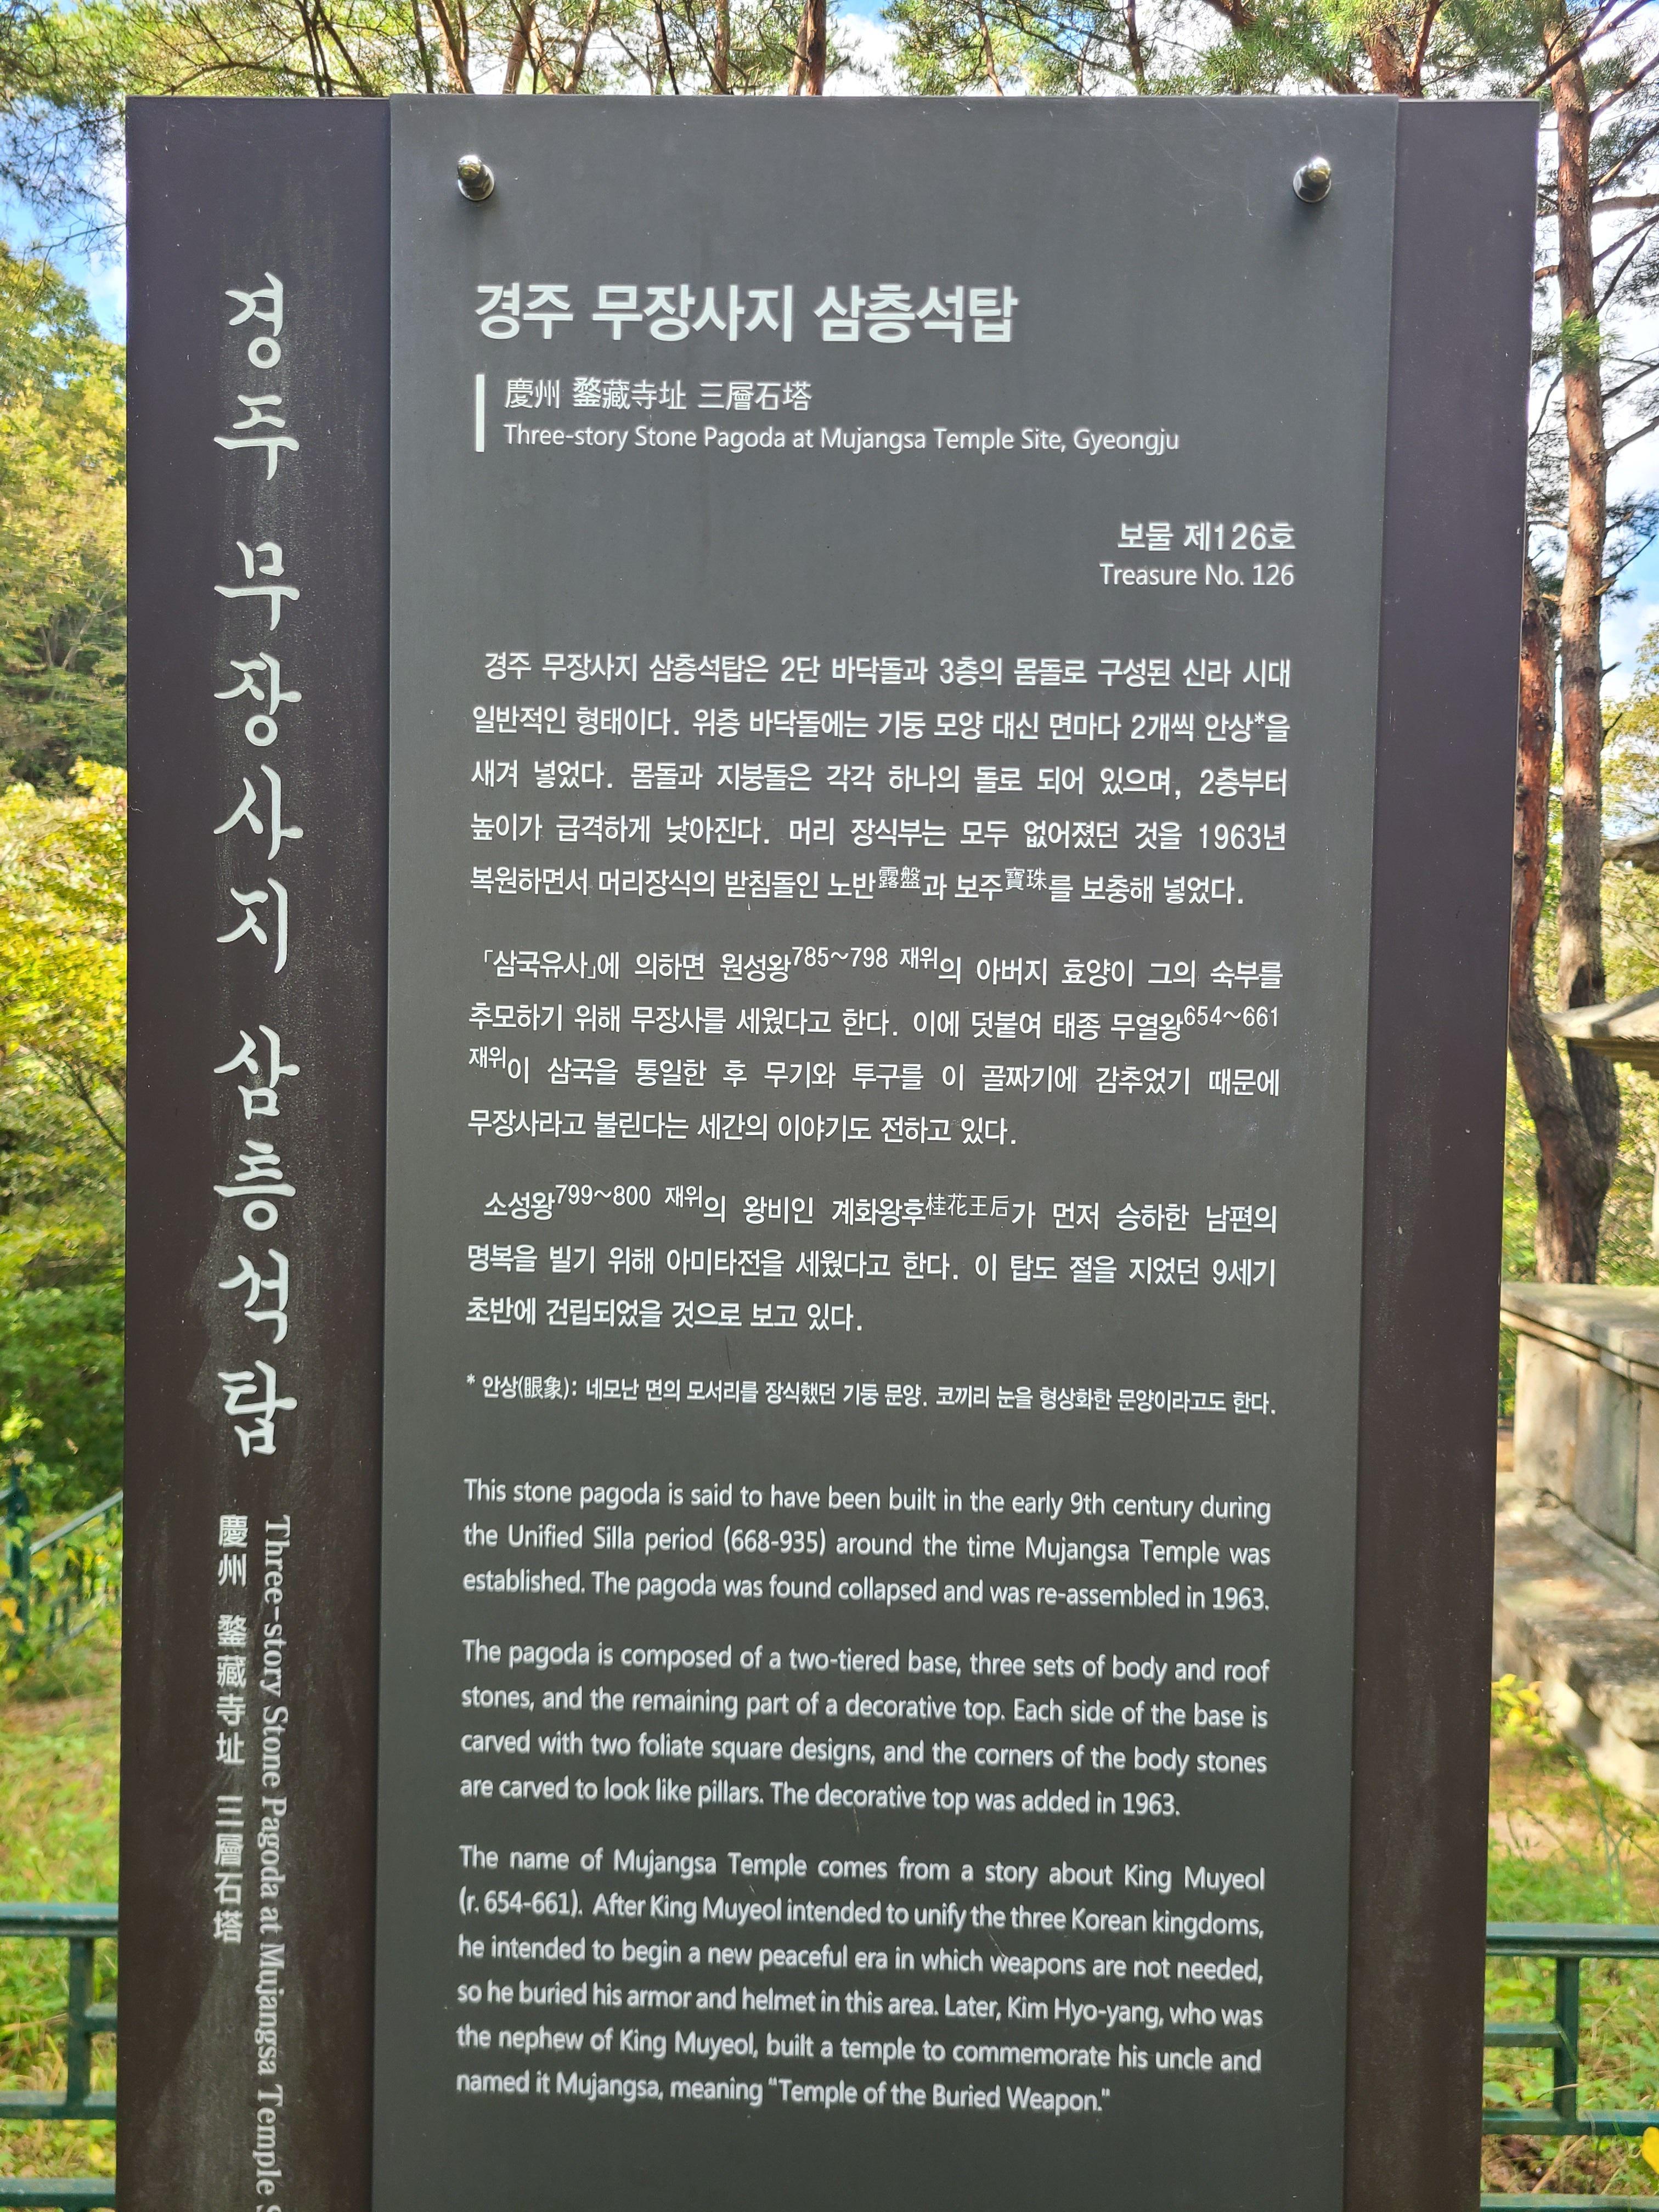 경주 무장사지 삼층석탑
慶州 鍪藏寺址 三層石塔
Three-story Stone Pagoda at Mujangsa Temple
경주 무장사지 삼층석탑
慶州 鍪藏寺址 三層石塔
Three-story Stone Pagoda at Mujangsa Temple Site, Gyeongju
보물 제126호
Treasure No. 126
경주 무장사지 삼층석탑은 2단 바닥돌과 3층의 몸돌로 구성된 신라 시대
일반적인 형태이다. 위층 바닥돌에는 기둥 모양 대신 면마다 2개씩 안상*을
새겨 넣었다. 몸돌과 지붕돌은 각각 하나의 돌로 되어 있으며, 2층부터
높이가 급격하게 낮아진다. 머리 장식부는 모두 없어졌던 것을 1963년
복원하면서 머리장식의 받침돌인 노반露盤과 보주寶珠를 보충해 넣었다.
「삼국유사」에 의하면 원성왕785~798 재위의 아버지 효양이 그의 숙부를
추모하기 위해 무장사를 세웠다고 한다. 이에 덧붙여 태종 무열왕654~661
재위이 삼국을 통일한 후 무기와 투구를 이 골짜기에 감추었기 때문에
무장사라고 불린다는 세간의 이야기도 전하고 있다.
소성왕799~800 재위의 왕비인 계화왕후桂花王后가 먼저 승하한 남편의
명복을 빌기 위해 아미타전을 세웠다고 한다. 이 탑도 절을 지었던 9세기
초반에 건립되었을 것으로 보고 있다.
* 안상(眼象): 네모난 면의 모서리를 장식했던 기둥 문양. 코끼리 눈을 형상화한 문양이라고도 한다.
This stone pagoda is said to have been built in the early 9th century during
the Unified Silla period (668-935) around the time Mujangsa Temple was
established. The pagoda was found collapsed and was re-assembled in 1963.
The pagoda is composed of a two-tiered base, three sets of body and roof
stones, and the remaining part of a decorative top. Each side of the base is
carved with two foliate square designs, and the corners of the body stones
are carved to look like pillars. The decorative top was added in 1963.
The name of Mujangsa Temple comes from a story about King Muyeol
(r. 654-661). After King Muyeol intended to unify the three Korean kingdoms,
he intended to begin a new peaceful era in which weapons are not needed,
so he buried his armor and helmet in this area. Later, Kim Hyo-yang, who was
the nephew of King Muyeol, built a temple to commemorate his uncle and
named it Mujangsa, meaning "Temple of the Buried Weapon."